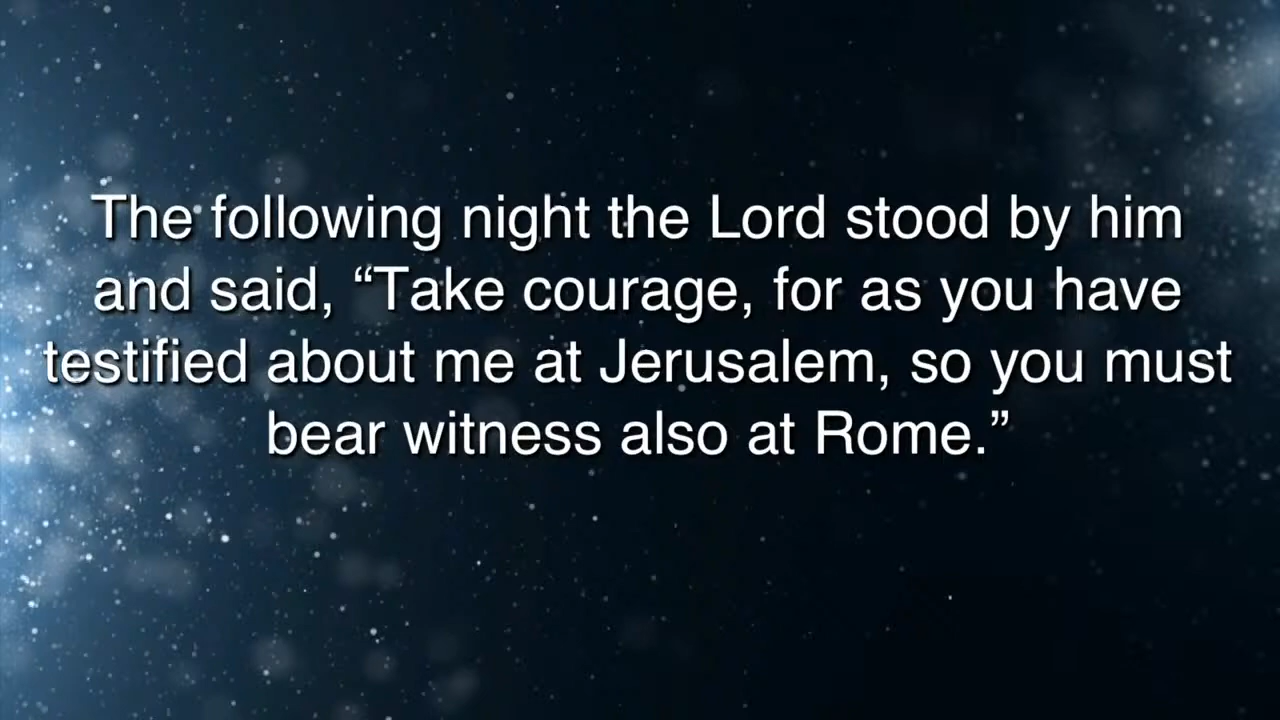 The following night the Lord stood by him
and said, “Take courage, for as you have
testified about me at Jerusalem, so you must
bear witness also at Rome.”